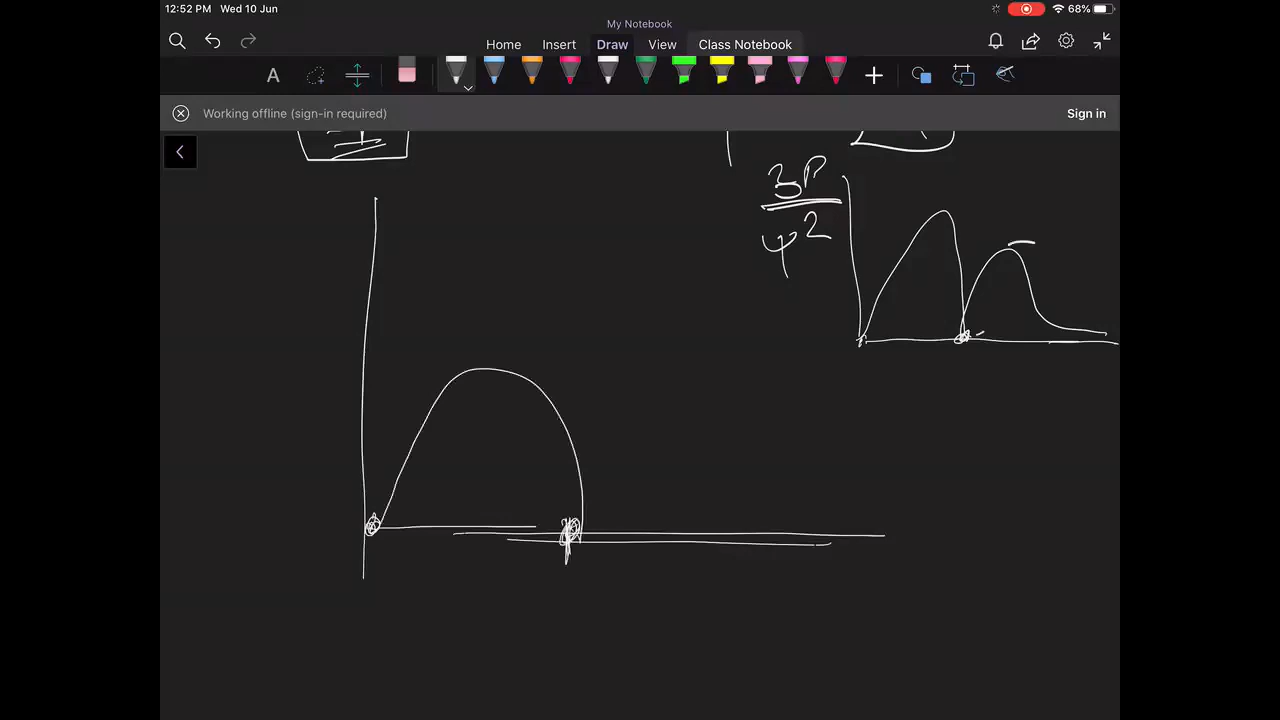 12:52 PM Wed 10 Jun
68%
My Notebook
Home Insert Draw View Class Notebook
A
Working offline (sign-in required)
Sign in
3P
ψ2